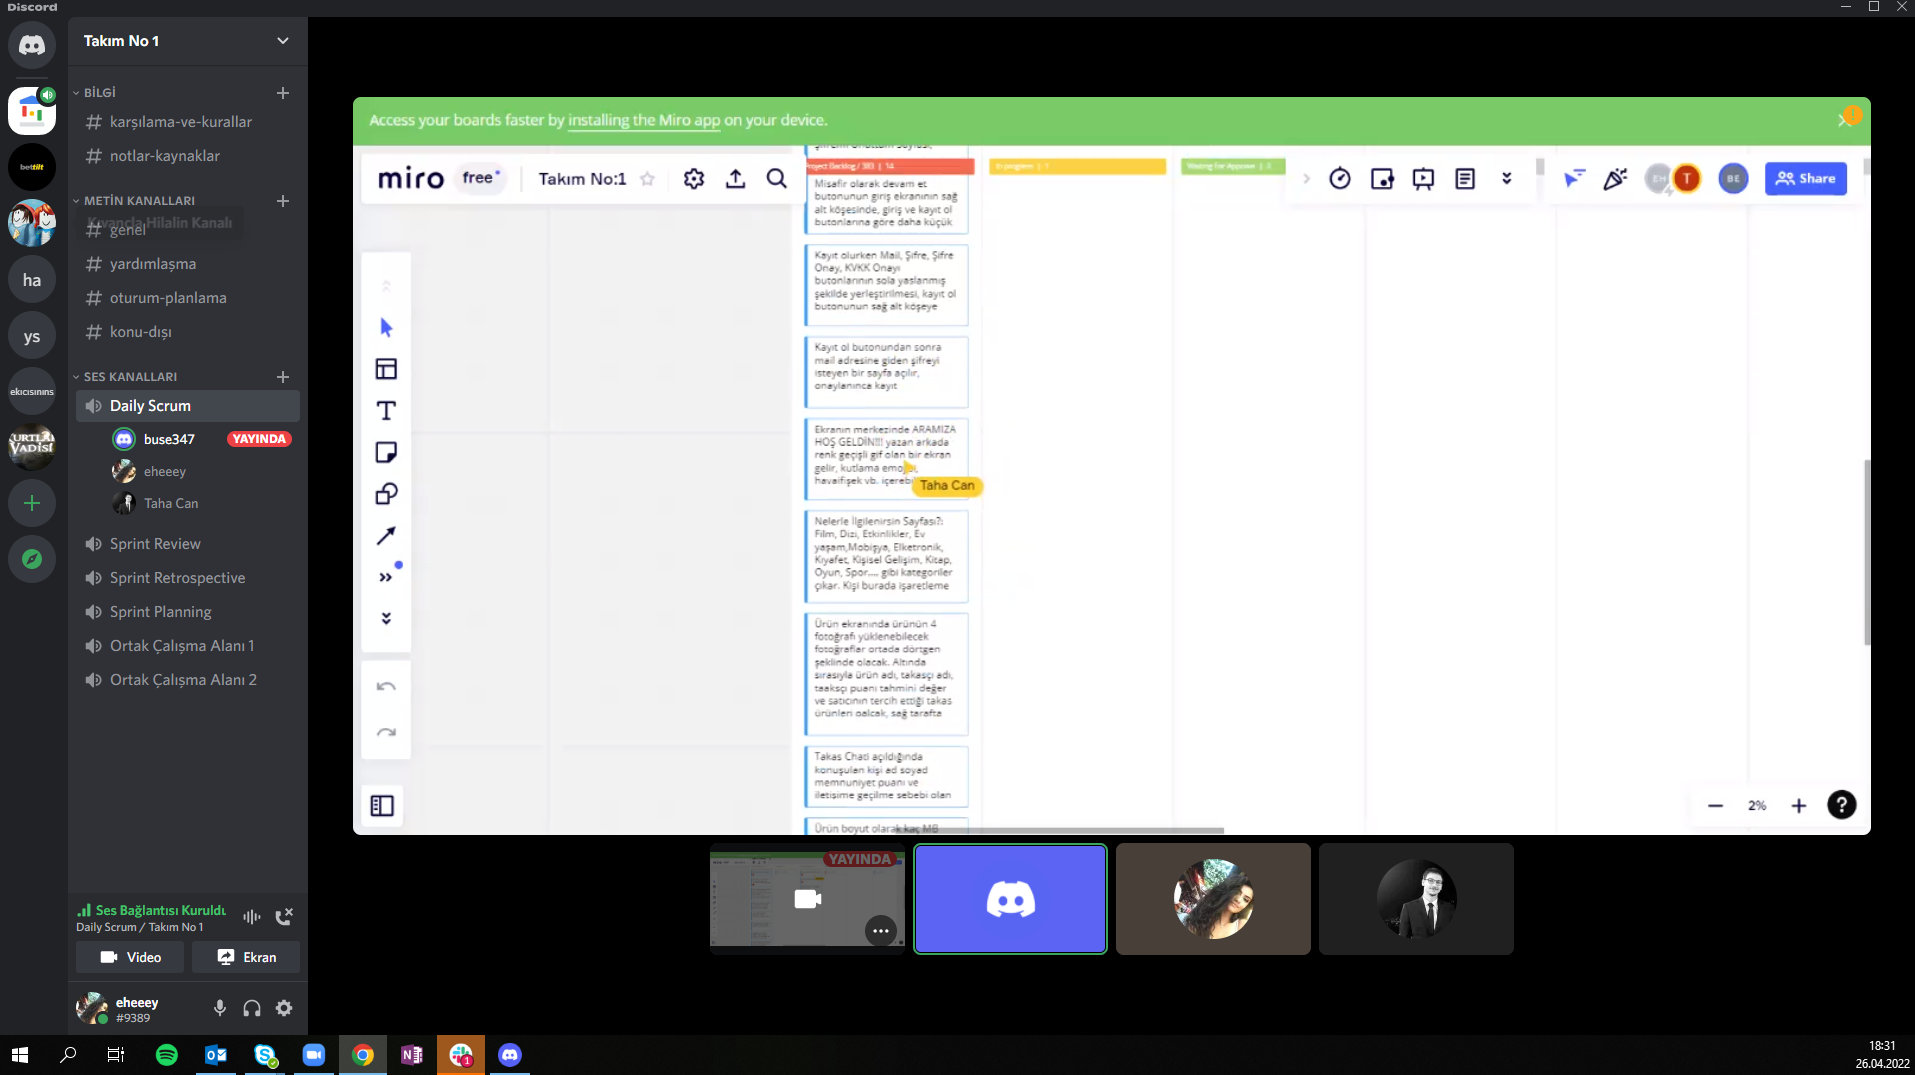 Discord
Takım No 1
BİLGİ
karşılama-ve-kurallar
notlar-kaynaklar
METİN KANALLARI
Kıvançla Hilalin Kanalı
genel
yardımlaşma
oturum-planlama
konu-dışı
SES KANALLARI
Daily Scrum
buse347
YAYINDA
eheeey
Taha Can
Sprint Review
Sprint Retrospective
Sprint Planning
Ortak Çalışma Alanı 1
Ortak Çalışma Alanı 2
bettilt
ha
ys
ekicisinins
KURTLAR
VADİSİ
Ses Bağlantısı Kuruldu
Daily Scrum / Takım No 1
Video
Ekran
eheeey
#9389
Access your boards faster by installing the Miro app on your device.
miro
free
Takım No:1
Project Backlog / 383 | 14
In progress | 1
Waiting For Approve | 0
EH
T
BE
Share
Misafir olarak devam et
butonunun giriş ekranının sağ
alt köşesinde, giriş ve kayıt ol
butonlarına göre daha küçük
Kayıt olurken Mail, Şifre, Şifre
Onay, KVKK Onayı
butonlarının sola yaslanmış
şekilde yerleştirilmesi, kayıt ol
butonunun sağ alt köşeye
Kayıt ol butonundan sonra
mail adresine giden şifreyi
isteyen bir sayfa açılır,
onaylanınca kayıt
Ekranın merkezinde ARAMIZA
HOŞ GELDİN!!! yazan arkada
renk geçişli gif olan bir ekran
gelir, kutlama emojisi,
havaifişek vb. içerebi
Taha Can
Nelerle İlgilenirsin Sayfası?:
Film, Dizi, Etkinlikler, Ev
yaşam,Mobişya, Elketronik,
Kıyafet, Kişisel Gelişim, Kitap,
Oyun, Spor.... gibi kategoriler
çıkar. Kişi burada işaretleme
Ürün ekranında ürünün 4
fotoğrafı yüklenebilecek
fotoğraflar ortada dörtgen
şeklinde olacak. Altında
sırasıyla ürün adı, takasçı adı,
taaksçı puanı tahmini değer
ve satıcının tercih ettiği takas
ürünleri oalcak, sağ tarafta
Takas Chati açıldığında
konuşulan kişi ad soyad
memnuniyet puanı ve
iletişime geçilme sebebi olan
Ürün boyut olarak kaç MB
2%
YAYINDA
1
18:31
26.04.2022